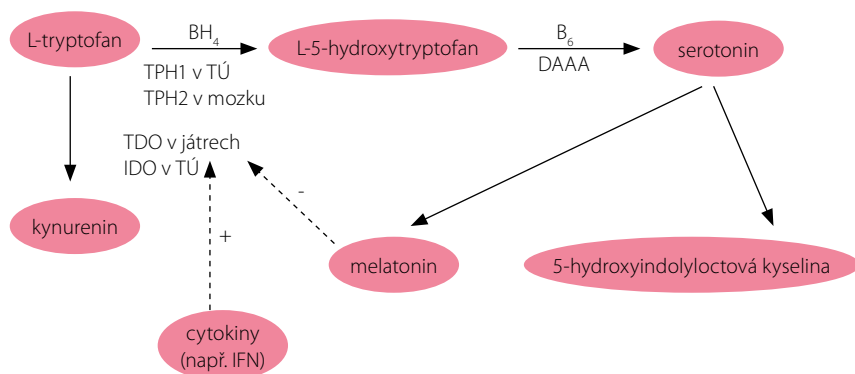 L-tryptofan
BH4
L-5-hydroxytryptofan
B6
serotonin
TPH1 v TÚ
TPH2 v mozku
DAAA
TDO v játrech
IDO v TÚ
-
kynurenin
+
melatonin
5-hydroxyindolyloctová kyselina
cytokiny
(např. IFN)